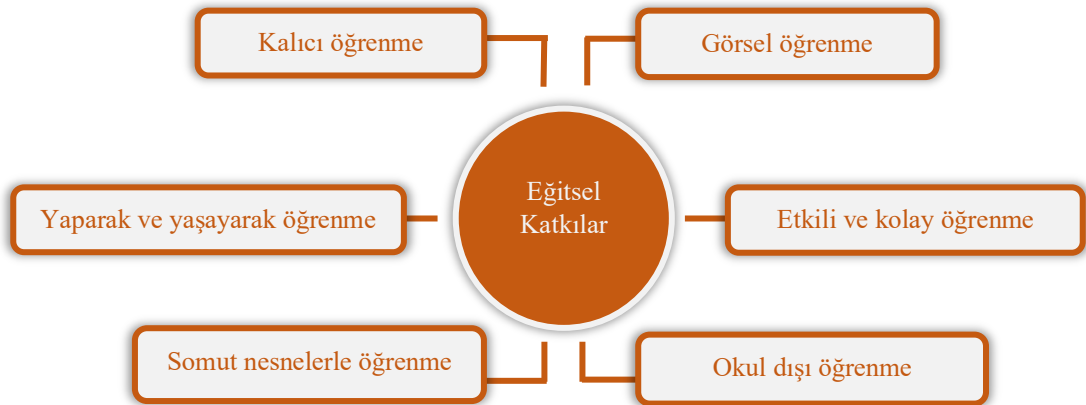 Kalıcı öğrenme
Görsel öğrenme
Eğitsel
Katkılar
Yaparak ve yaşayarak öğrenme
Etkili ve kolay öğrenme
Somut nesnelerle öğrenme
Okul dışı öğrenme